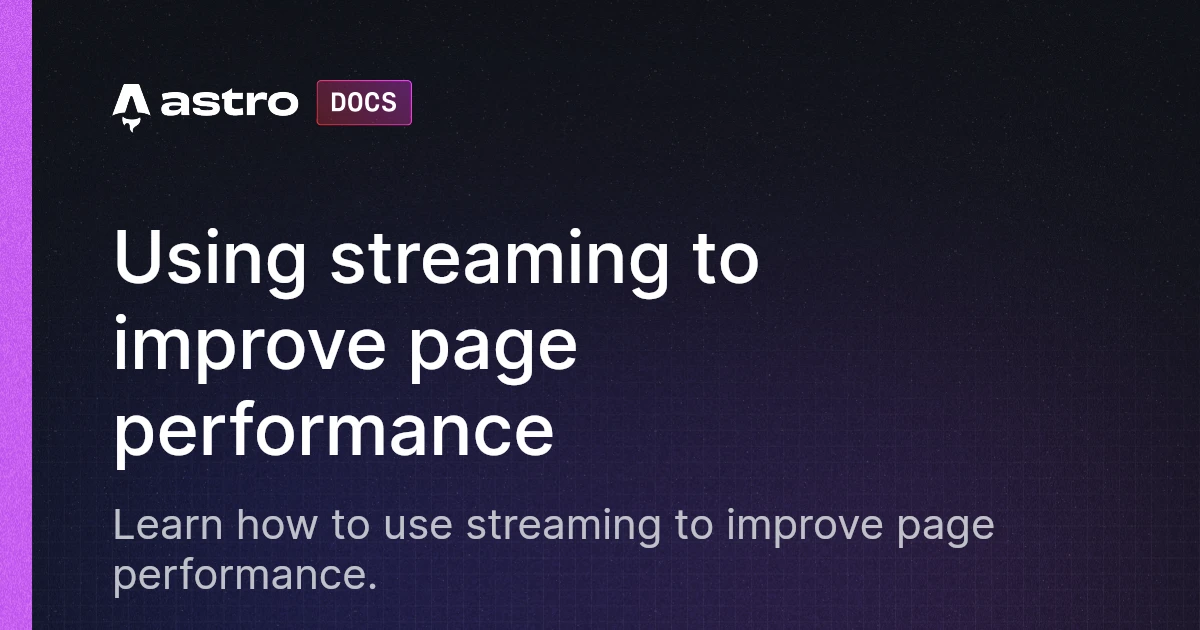 astro DOCS
Using streaming to
improve page
performance
Learn how to use streaming to improve page
performance.